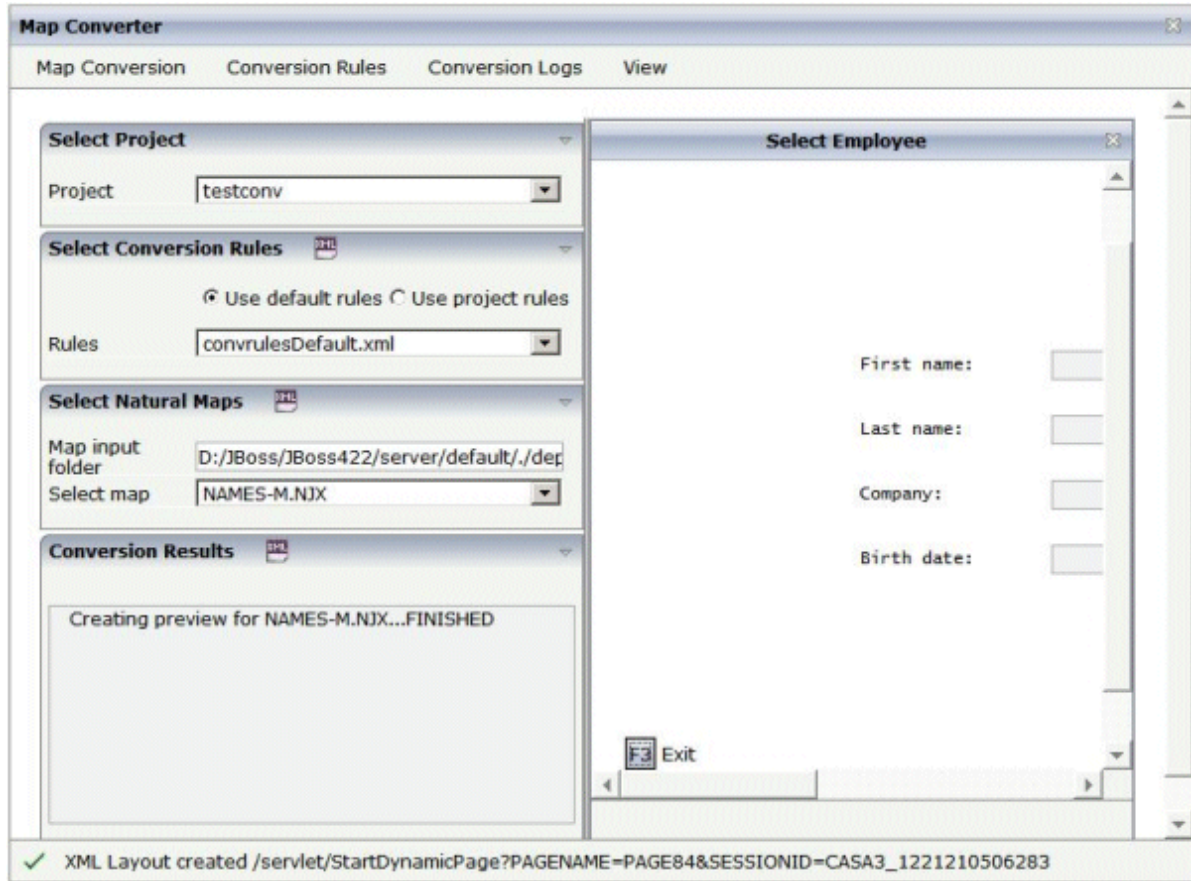 Map Converter
Map Conversion Conversion Rules Conversion Logs View
Select Project
Project testconv
Select Conversion Rules XML
Use default rules Use project rules
Rules convrulesDefault.xml
Select Natural Maps XML
Map input
folder D:/JBoss/JBoss422/server/default/./dep
Select map NAMES-M.NJX
Conversion Results XML
Creating preview for NAMES-M.NJX...FINISHED
Select Employee
First name:
Last name:
Company:
Birth date:
F3 Exit
XML Layout created /servlet/StartDynamicPage?PAGENAME=PAGE84&SESSIONID=CASA3_1221210506283